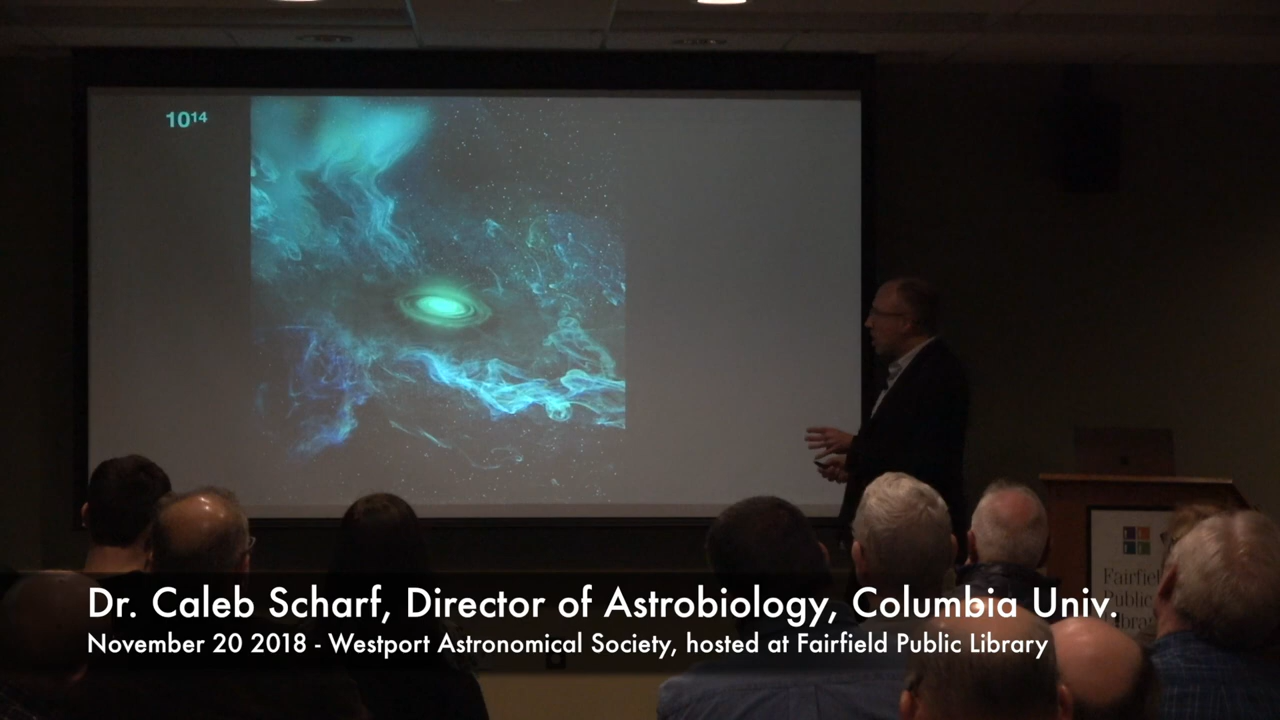 10¹⁴
Dr. Caleb Scharf, Director of Astrobiology, Columbia Univ.
November 20 2018 - Westport Astronomical Society, hosted at Fairfield Public Library
Public